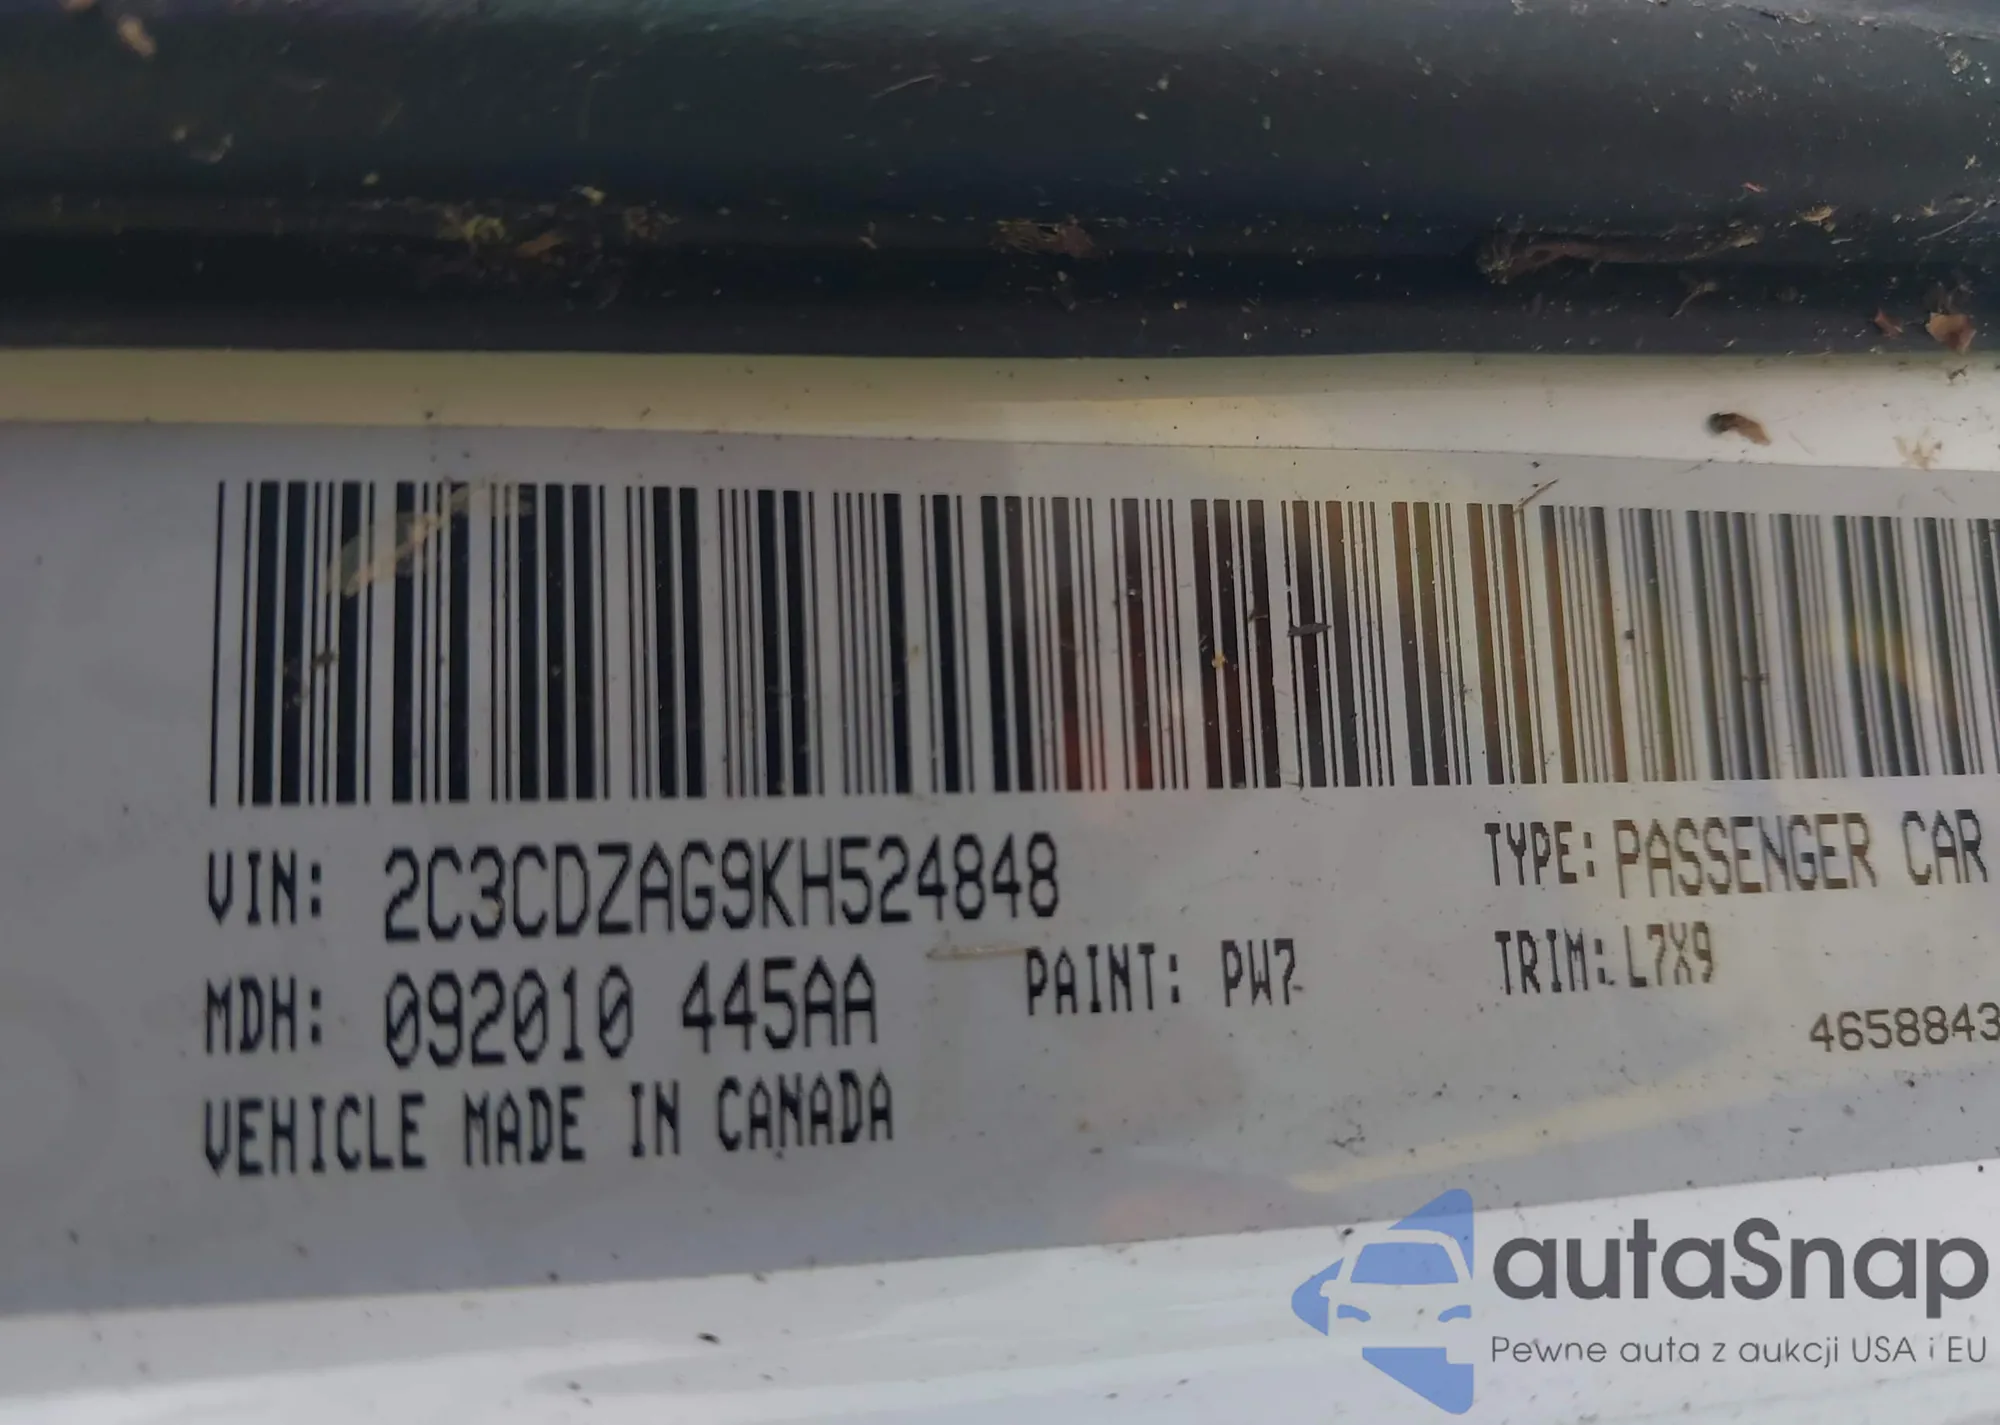 VIN: 2C3CDZAG9KH524848
TYPE: PASSENGER CAR
MDH: 092010 445AA
PAINT: PW7
TRIM: L7X9
4658843
VEHICLE MADE IN CANADA
autaSnap
Pewne auta z aukcji USA i EU